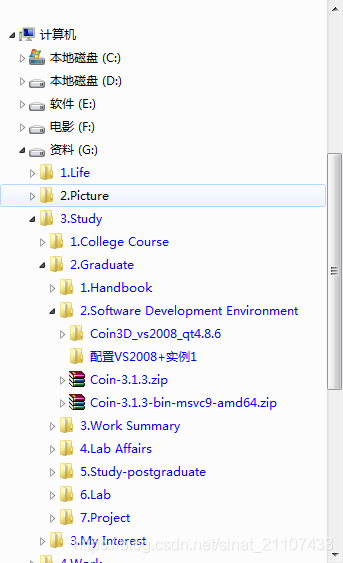 计算机
本地磁盘 (C:)
本地磁盘 (D:)
软件 (E:)
电影 (F:)
资料 (G:)
1.Life
2.Picture
3.Study
1.College Course
2.Graduate
1.Handbook
2.Software Development Environment
Coin3D_vs2008_qt4.8.6
配置VS2008+实例1
Coin-3.1.3.zip
Coin-3.1.3-bin-msvc9-amd64.zip
3.Work Summary
4.Lab Affairs
5.Study-postgraduate
6.Lab
7.Project
3.My Interest
https://blog.csdn.net/sinat_21107433
4.Work